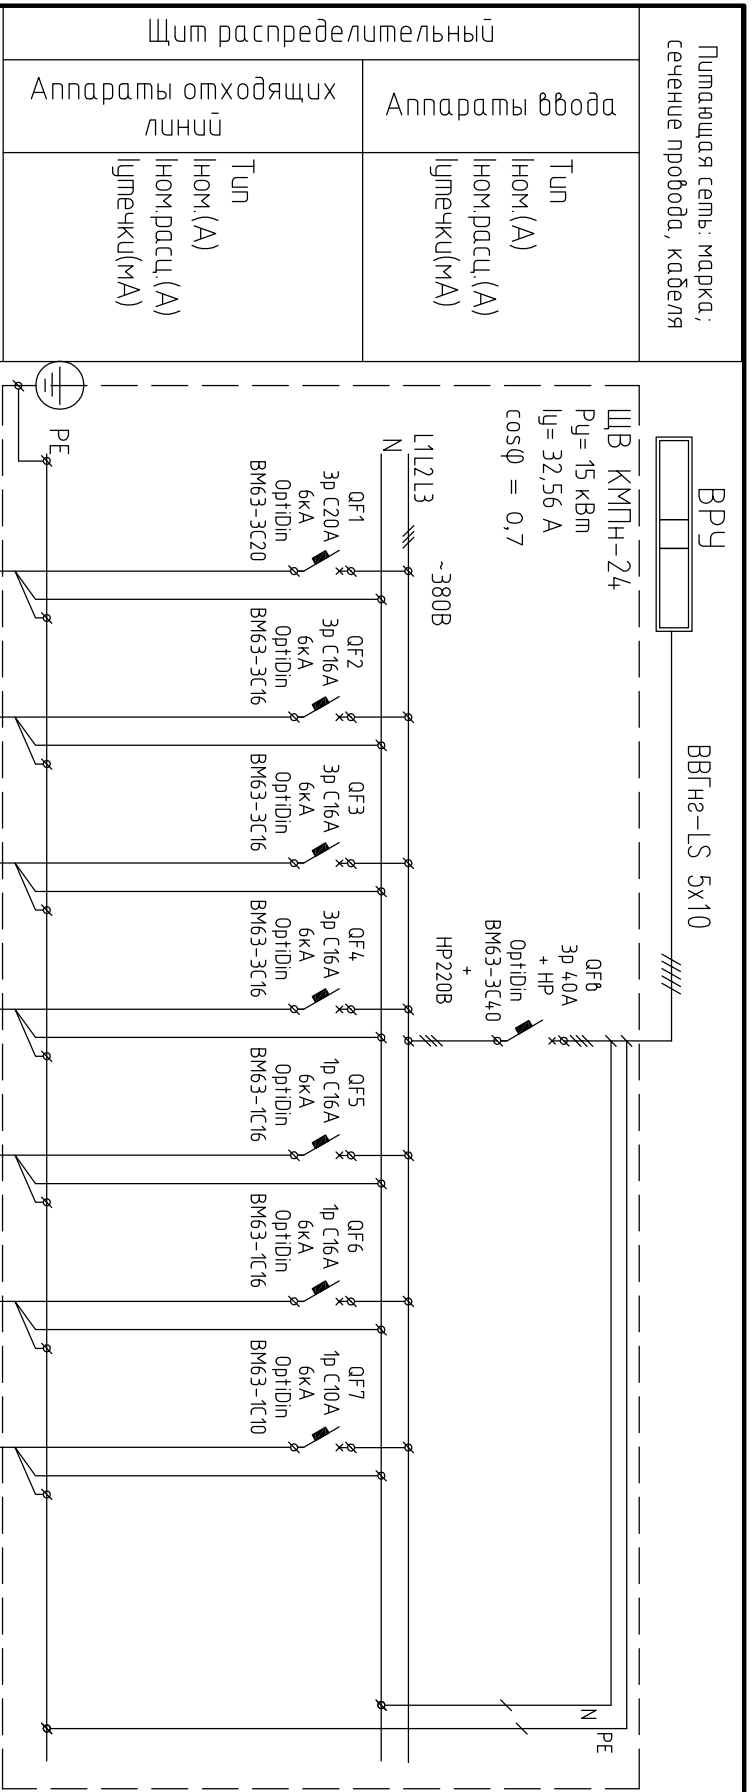 Питающая сеть: марка;
сечение провода, кабеля
Щит распределительный
Аппараты ввода
Тип
Iном.(А)
Iном.расц.(А)
Iутечки(мА)
Аппараты отходящих
линий
Тип
Iном.(А)
Iном.расц.(А)
Iутечки(мА)
ВРУ
ВВГнг-LS 5x10
ЩВ КМПн-24
Ру= 15 кВт
Iу= 32,56 А
cosφ = 0,7
QFв
3р 40А
+ НР
OptiDin
ВМ63-3С40
+
НР220В
~380В
L1L2L3
N
N
PE
QF1
3р С20А
6кА
OptiDin
ВМ63-3С20
QF2
3р С16А
6кА
OptiDin
ВМ63-3С16
QF3
3р С16А
6кА
OptiDin
ВМ63-3С16
QF4
3р С16А
6кА
OptiDin
ВМ63-3С16
QF5
1р С16А
6кА
OptiDin
ВМ63-1С16
QF6
1р С16А
6кА
OptiDin
ВМ63-1С16
QF7
1р С10А
6кА
OptiDin
ВМ63-1С10
PE